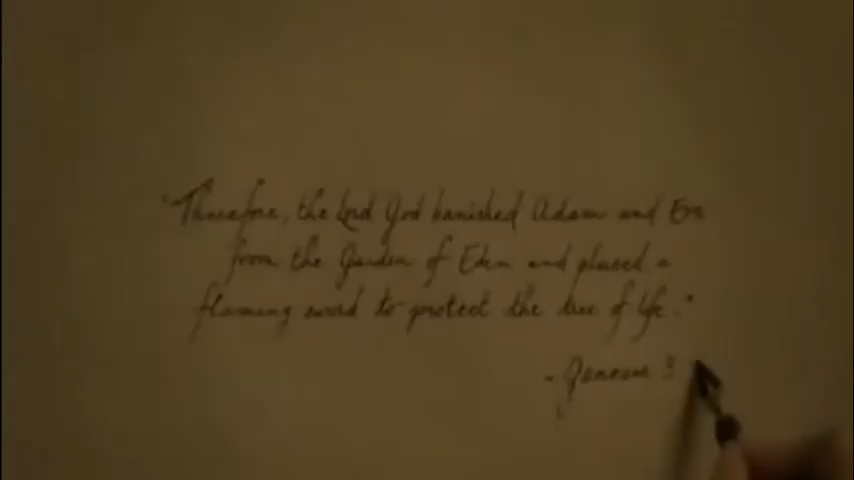 "Therefore, the Lord God banished Adam and Eve
from the Garden of Eden and placed a
flaming sword to protect the tree of life."
- Genesis 3